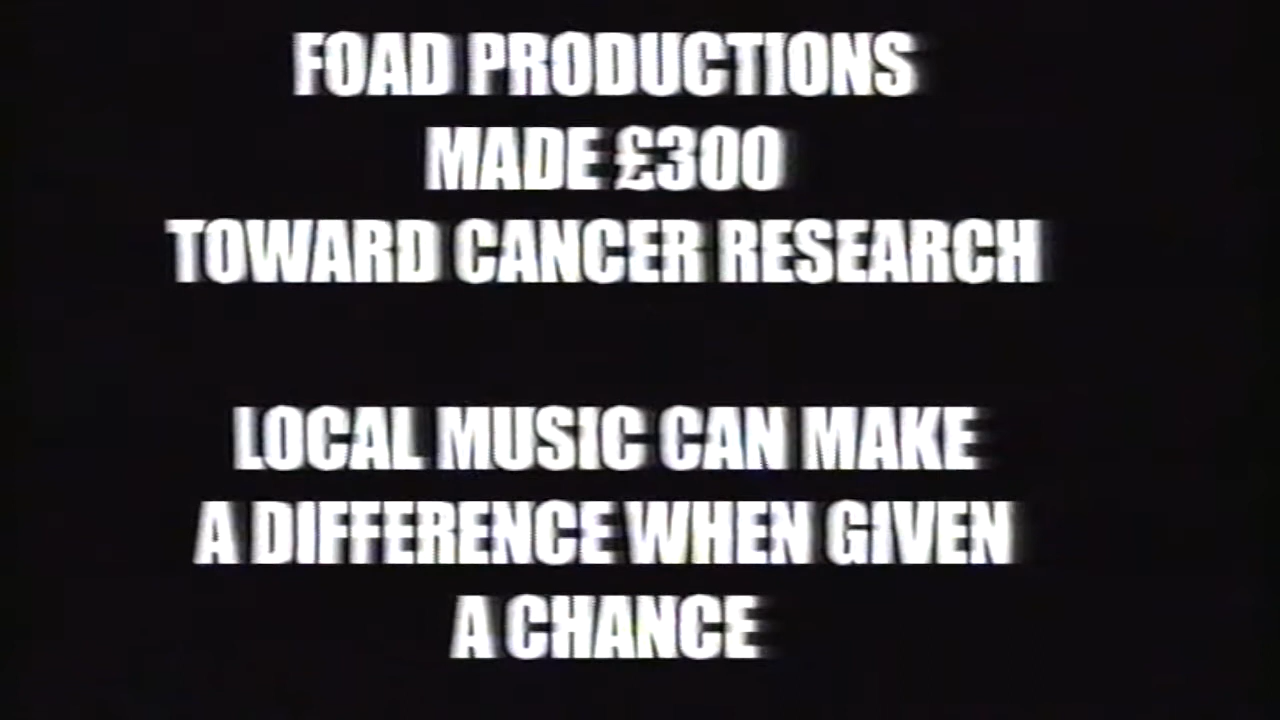 FOAD PRODUCTIONS
MADE £300
TOWARD CANCER RESEARCH
LOCAL MUSIC CAN MAKE
A DIFFERENCE WHEN GIVEN
A CHANCE